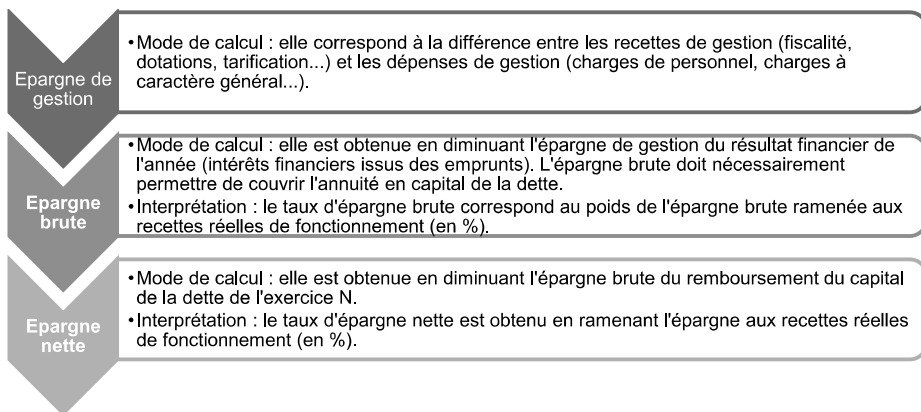 Epargne de
gestion
•Mode de calcul : elle correspond à la différence entre les recettes de gestion (fiscalité,
dotations, tarification...) et les dépenses de gestion (charges de personnel, charges à
caractère général...).
Epargne
brute
•Mode de calcul : elle est obtenue en diminuant l'épargne de gestion du résultat financier de
l'année (intérêts financiers issus des emprunts). L'épargne brute doit nécessairement
permettre de couvrir l'annuité en capital de la dette.
•Interprétation : le taux d'épargne brute correspond au poids de l'épargne brute ramenée aux
recettes réelles de fonctionnement (en %).
Epargne
nette
•Mode de calcul : elle est obtenue en diminuant l'épargne brute du remboursement du capital
de la dette de l'exercice N.
•Interprétation : le taux d'épargne nette est obtenu en ramenant l'épargne aux recettes réelles
de fonctionnement (en %).